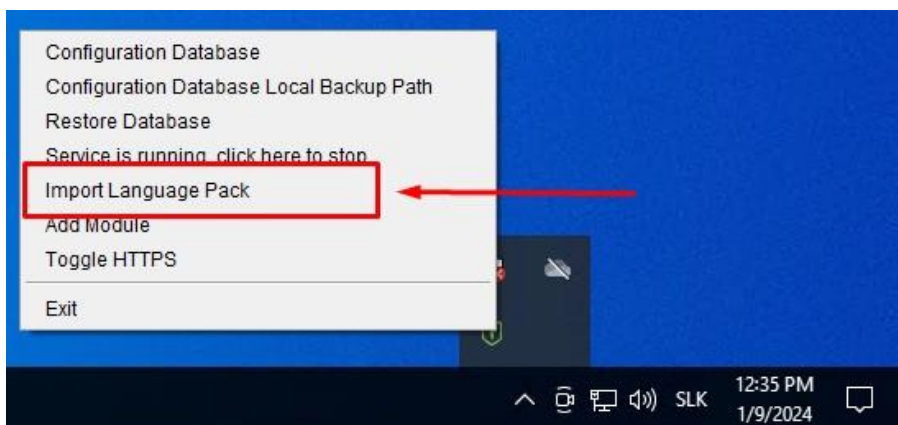 Configuration Database
Configuration Database Local Backup Path
Restore Database
Service is running, click here to stop
Import Language Pack
Add Module
Toggle HTTPS
Exit
SLK
12:35 PM
1/9/2024